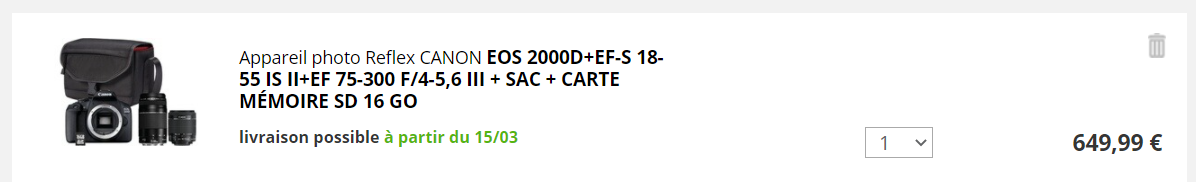 Appareil photo Reflex CANON EOS 2000D+EF-S 18-
55 IS II+EF 75-300 F/4-5,6 III + SAC + CARTE
MÉMOIRE SD 16 GO
livraison possible à partir du 15/03
1
649,99 €